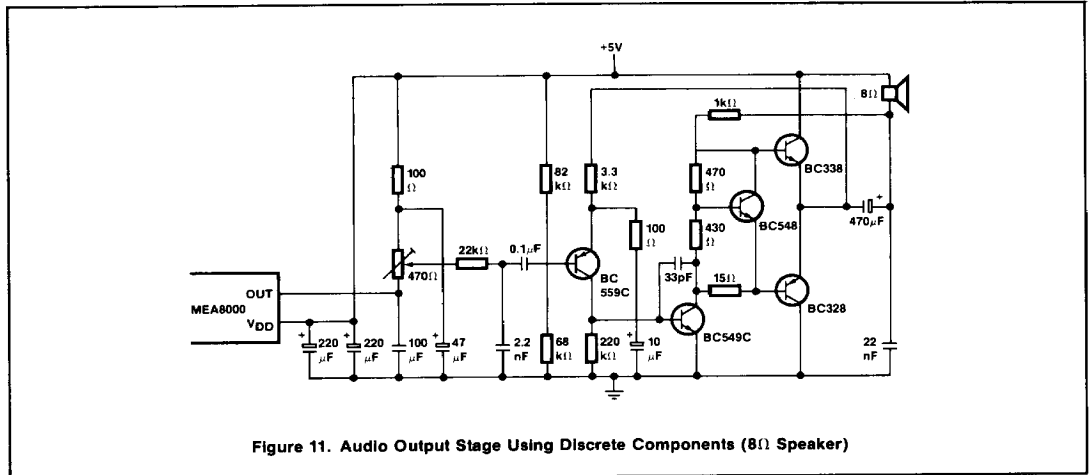 +5V
8Ω
1kΩ
100
Ω
82
kΩ
3.3
kΩ
470
Ω
BC338
BC548
100
Ω
430
Ω
470μF
+
22kΩ
0.1μF
470Ω
33pF
15Ω
BC
559C
BC328
OUT
MEA8000
VDD
BC549C
+
220
μF
+
220
μF
100
μF
+
47
μF
2.2
nF
68
kΩ
220
kΩ
+
10
μF
22
nF
Figure 11. Audio Output Stage Using Discrete Components (8Ω Speaker)